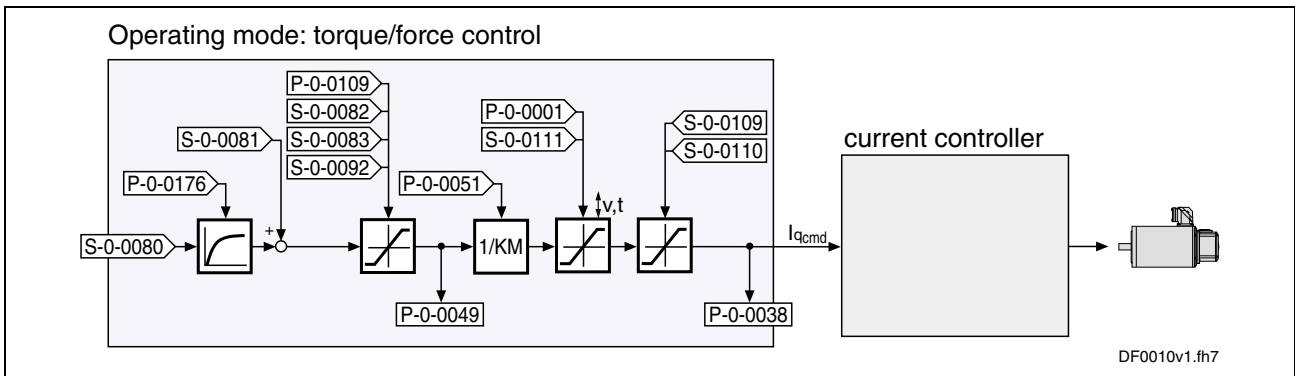 Operating mode: torque/force control
P-0-0109
S-0-0082
S-0-0083
S-0-0092
S-0-0081
P-0-0176
S-0-0080
+
P-0-0051
P-0-0001
S-0-0111
v,t
S-0-0109
S-0-0110
1/KM
P-0-0049
P-0-0038
Iqcmd
current controller
DF0010v1.fh7